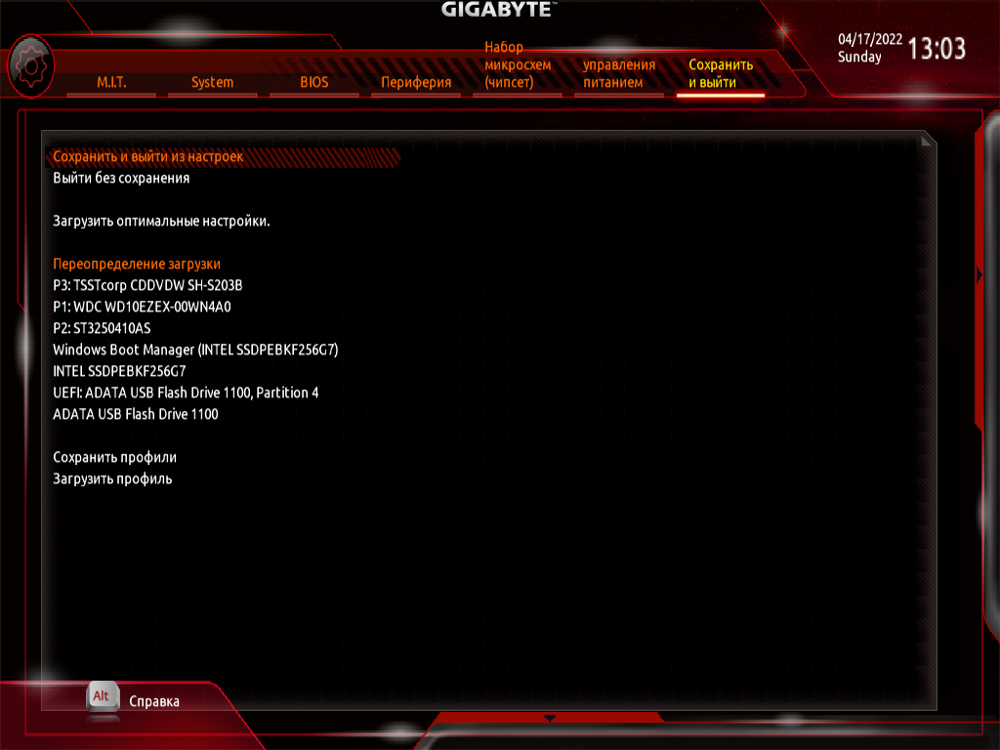 GIGABYTE
04/17/2022
Sunday
13:03
M.I.T.
System
BIOS
Периферия
Набор
микросхем
(чипсет)
управления
питанием
Сохранить
и выйти
Сохранить и выйти из настроек
Выйти без сохранения
Загрузить оптимальные настройки.
Переопределение загрузки
P3: TSSTcorp CDDVDW SH-S203B
P1: WDC WD10EZEX-00WN4A0
P2: ST3250410AS
Windows Boot Manager (INTEL SSDPEBKF256G7)
INTEL SSDPEBKF256G7
UEFI: ADATA USB Flash Drive 1100, Partition 4
ADATA USB Flash Drive 1100
Сохранить профили
Загрузить профиль
Alt Справка